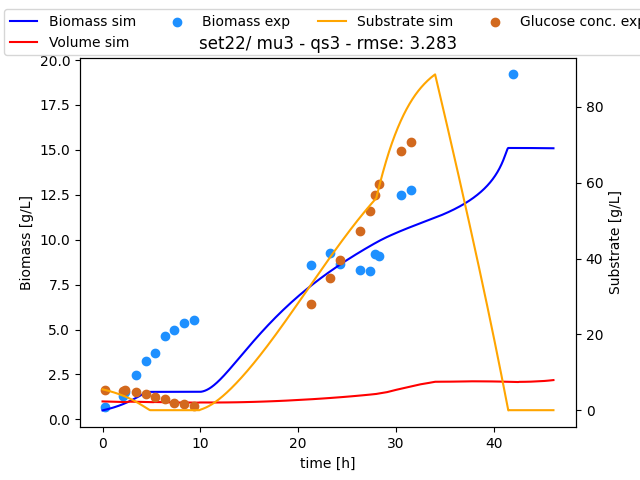 Biomass sim Biomass exp Substrate sim Glucose conc. exp
Volume sim
set22/ mu3 - qs3 - rmse: 3.283
20.0
17.5
15.0
12.5
10.0
7.5
5.0
2.5
0.0
Biomass [g/L]
80
60
40
20
0
Substrate [g/L]
0 10 20 30 40
time [h]